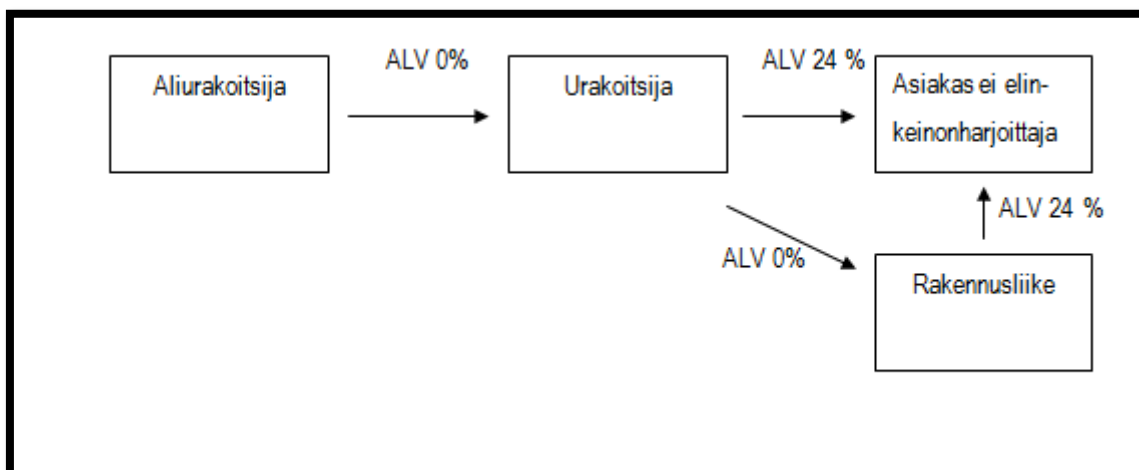 Aliurakoitsija
ALV 0%
Urakoitsija
ALV 24 %
Asiakas ei elin-
keinonharjoittaja
ALV 0%
ALV 24 %
Rakennusliike